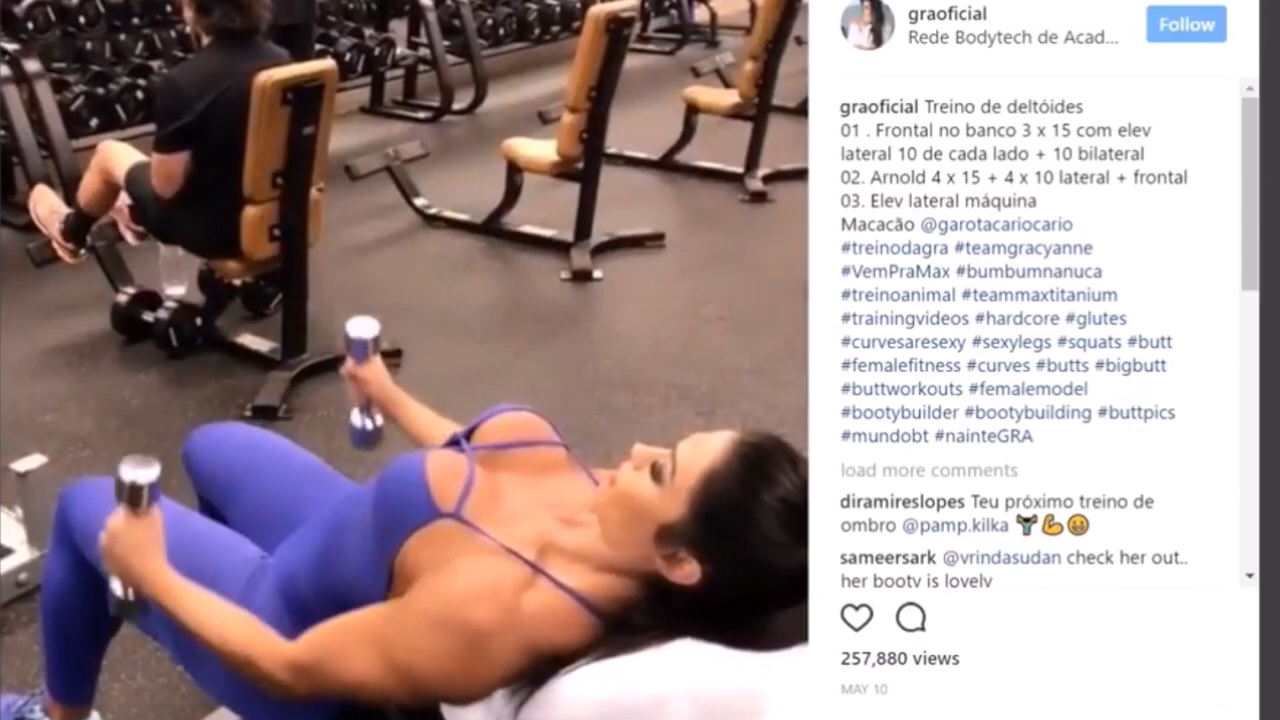 graoficial
Follow
Rede Bodytech de Acad...
graoficial Treino de deltóides
01 . Frontal no banco 3 x 15 com elev
lateral 10 de cada lado + 10 bilateral
02. Arnold 4 x 15 + 4 x 10 lateral + frontal
03. Elev lateral máquina
Macacão @garotacariocario
#treinodagra #teamgracyanne
#VemPraMax #bumbumnanuca
#treinoanimal #teammaxtitanium
#trainingvideos #hardcore #glutes
#curvesaresexy #sexylegs #squats #butt
#femalefitness #curves #butts #bigbutt
#buttworkouts #femalemodel
#bootybuilder #bootybuilding #buttpics
#mundobt #nainteGRA
load more comments
diramireslopes Teu próximo treino de
ombro @pamp.kilka
sameersark @vrindasudan check her out..
her booty is lovely
257,880 views
MAY 10